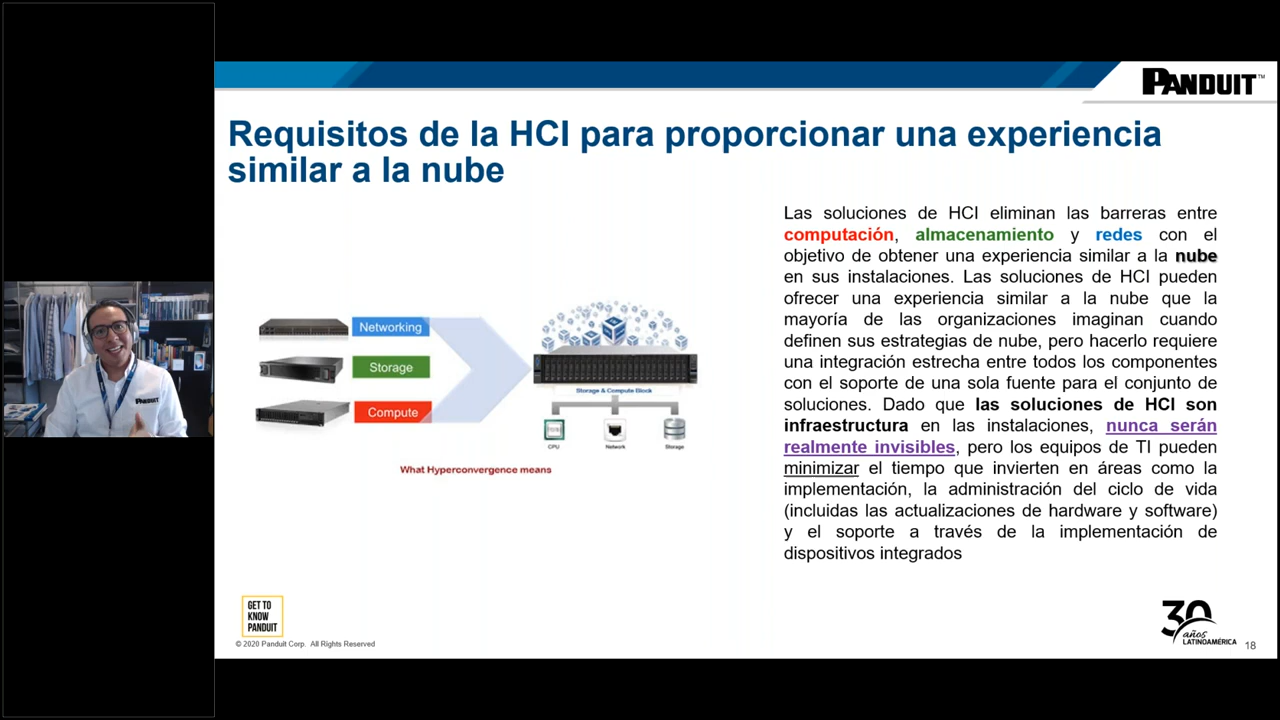 PANDUIT™
Requisitos de la HCI para proporcionar una experiencia
similar a la nube
Las soluciones de HCI eliminan las barreras entre
computación, almacenamiento y redes con el
objetivo de obtener una experiencia similar a la nube
en sus instalaciones. Las soluciones de HCI pueden
ofrecer una experiencia similar a la nube que la
mayoría de las organizaciones imaginan cuando
definen sus estrategias de nube, pero hacerlo requiere
una integración estrecha entre todos los componentes
con el soporte de una sola fuente para el conjunto de
soluciones. Dado que las soluciones de HCI son
infraestructura en las instalaciones, nunca serán
realmente invisibles, pero los equipos de TI pueden
minimizar el tiempo que invierten en áreas como la
implementación, la administración del ciclo de vida
(incluidas las actualizaciones de hardware y software)
y el soporte a través de la implementación de
dispositivos integrados
Networking
Storage
Compute
Storage & Compute Block
CPU
Network
Storage
What Hyperconvergence means
PANDUIT
GET TO
KNOW
PANDUIT
© 2020 Panduit Corp. All Rights Reserved
30
años
LATINOAMÉRICA
18